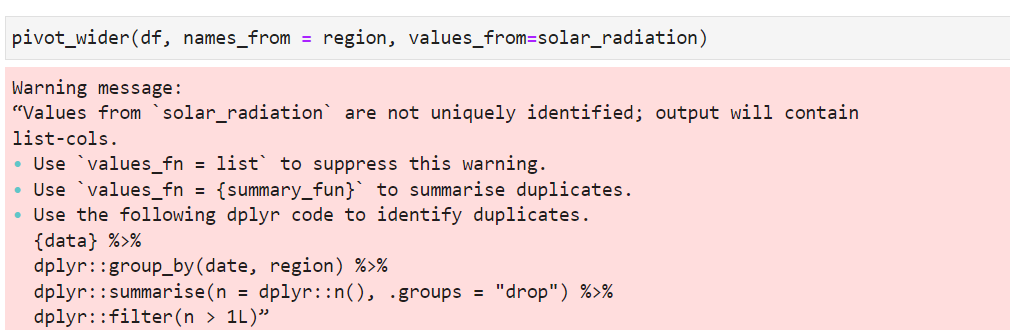 pivot_wider(df, names_from = region, values_from=solar_radiation)
Warning message:
“Values from `solar_radiation` are not uniquely identified; output will contain
list-cols.
• Use `values_fn = list` to suppress this warning.
• Use `values_fn = {summary_fun}` to summarise duplicates.
• Use the following dplyr code to identify duplicates.
  {data} %>%
  dplyr::group_by(date, region) %>%
  dplyr::summarise(n = dplyr::n(), .groups = "drop") %>%
  dplyr::filter(n > 1L)”